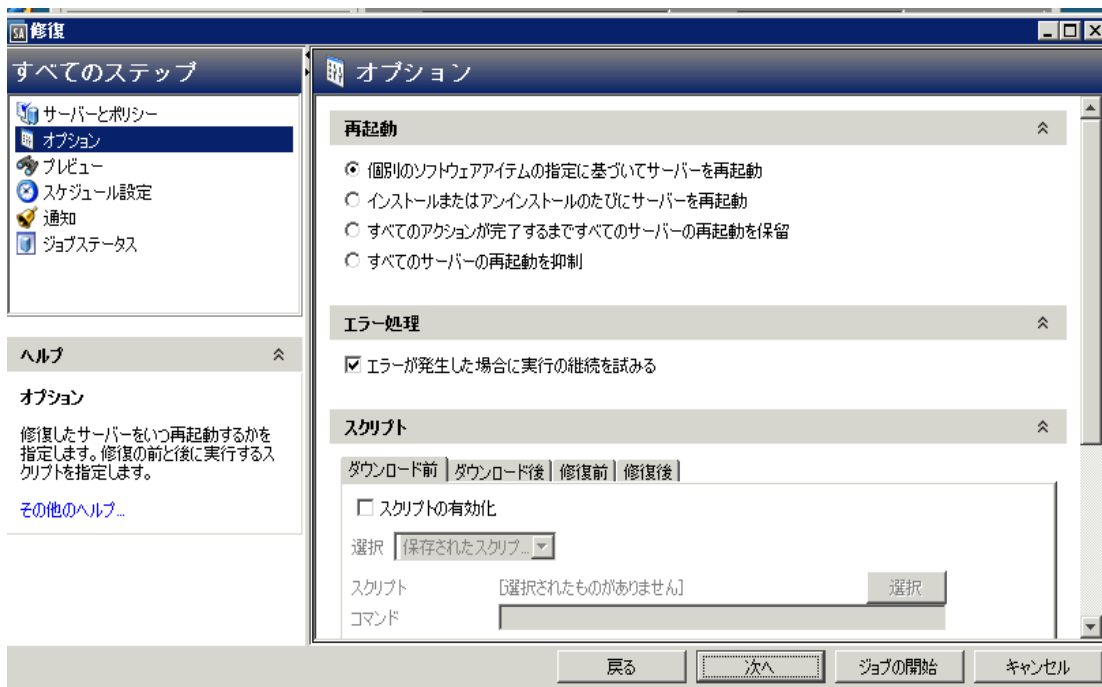 SA 修復
すべてのステップ
サーバーとポリシー
オプション
プレビュー
スケジュール設定
通知
ジョブステータス
ヘルプ
オプション
修復したサーバーをいつ再起動するかを
指定します。修復の前と後に実行するス
クリプトを指定します。
その他のヘルプ...
オプション
再起動
個別のソフトウェアアイテムの指定に基づいてサーバーを再起動
インストールまたはアンインストールのたびにサーバーを再起動
すべてのアクションが完了するまですべてのサーバーの再起動を保留
すべてのサーバーの再起動を抑制
エラー処理
エラーが発生した場合に実行の継続を試みる
スクリプト
ダウンロード前 ダウンロード後 修復前 修復後
スクリプトの有効化
選択 保存されたスクリプ...
スクリプト [選択されたものがありません] 選択
コマンド
戻る 次へ ジョブの開始 キャンセル